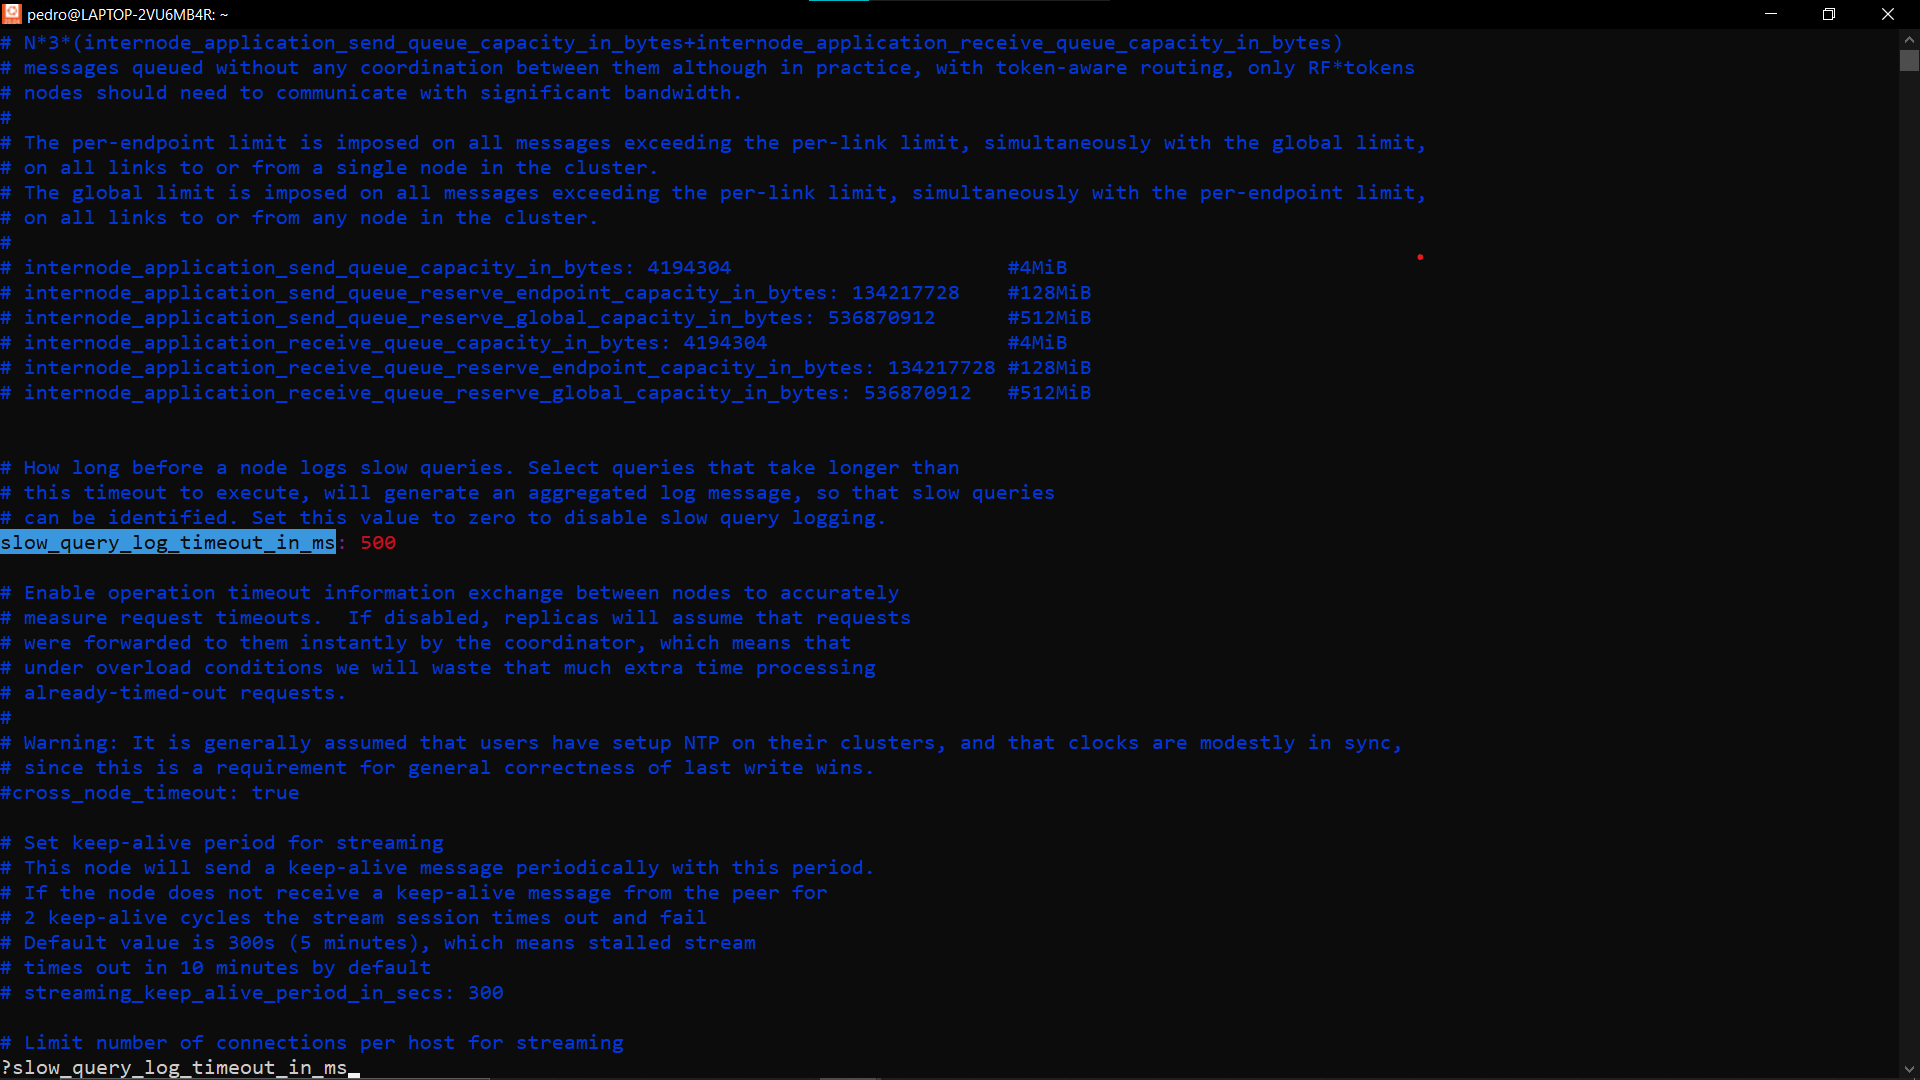 pedro@LAPTOP-2VU6MB4R: ~
# N*3*(internode_application_send_queue_capacity_in_bytes+internode_application_receive_queue_capacity_in_bytes)
# messages queued without any coordination between them although in practice, with token-aware routing, only RF*tokens
# nodes should need to communicate with significant bandwidth.
#
# The per-endpoint limit is imposed on all messages exceeding the per-link limit, simultaneously with the global limit,
# on all links to or from a single node in the cluster.
# The global limit is imposed on all messages exceeding the per-link limit, simultaneously with the per-endpoint limit,
# on all links to or from any node in the cluster.
#
# internode_application_send_queue_capacity_in_bytes: 4194304                       #4MiB
# internode_application_send_queue_reserve_endpoint_capacity_in_bytes: 134217728    #128MiB
# internode_application_send_queue_reserve_global_capacity_in_bytes: 536870912      #512MiB
# internode_application_receive_queue_capacity_in_bytes: 4194304                    #4MiB
# internode_application_receive_queue_reserve_endpoint_capacity_in_bytes: 134217728 #128MiB
# internode_application_receive_queue_reserve_global_capacity_in_bytes: 536870912   #512MiB
# How long before a node logs slow queries. Select queries that take longer than
# this timeout to execute, will generate an aggregated log message, so that slow queries
# can be identified. Set this value to zero to disable slow query logging.
slow_query_log_timeout_in_ms: 500
# Enable operation timeout information exchange between nodes to accurately
# measure request timeouts.  If disabled, replicas will assume that requests
# were forwarded to them instantly by the coordinator, which means that
# under overload conditions we will waste that much extra time processing
# already-timed-out requests.
#
# Warning: It is generally assumed that users have setup NTP on their clusters, and that clocks are modestly in sync,
# since this is a requirement for general correctness of last write wins.
#cross_node_timeout: true
# Set keep-alive period for streaming
# This node will send a keep-alive message periodically with this period.
# If the node does not receive a keep-alive message from the peer for
# 2 keep-alive cycles the stream session times out and fail
# Default value is 300s (5 minutes), which means stalled stream
# times out in 10 minutes by default
# streaming_keep_alive_period_in_secs: 300
# Limit number of connections per host for streaming
?slow_query_log_timeout_in_ms